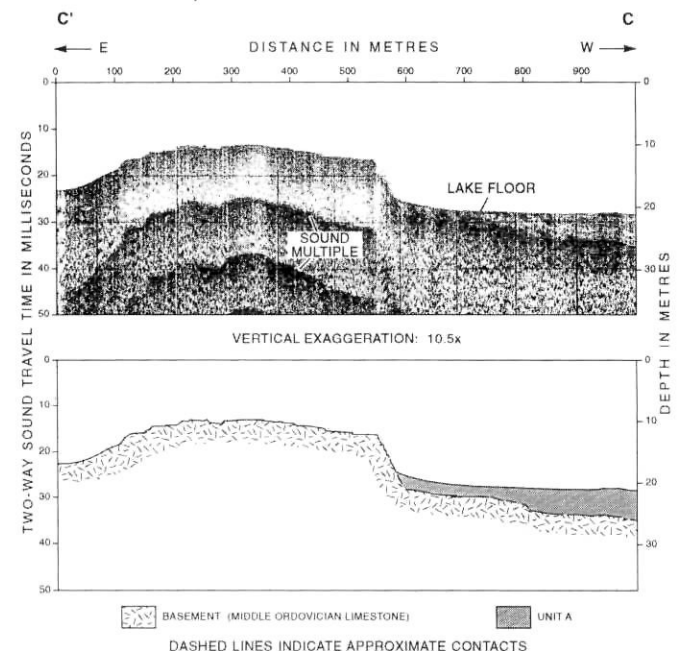 C' C
E DISTANCE IN METRES W
0 100 200 300 400 500 600 700 800 900
TWO-WAY SOUND TRAVEL TIME IN MILLISECONDS
DEPTH IN METRES
0 0
10 10
20 20
30 30
40
50
LAKE FLOOR
SOUND
MULTIPLE
VERTICAL EXAGGERATION: 10.5x
0 0
10 10
20 20
30 30
40
50
BASEMENT (MIDDLE ORDOVICIAN LIMESTONE) UNIT A
DASHED LINES INDICATE APPROXIMATE CONTACTS